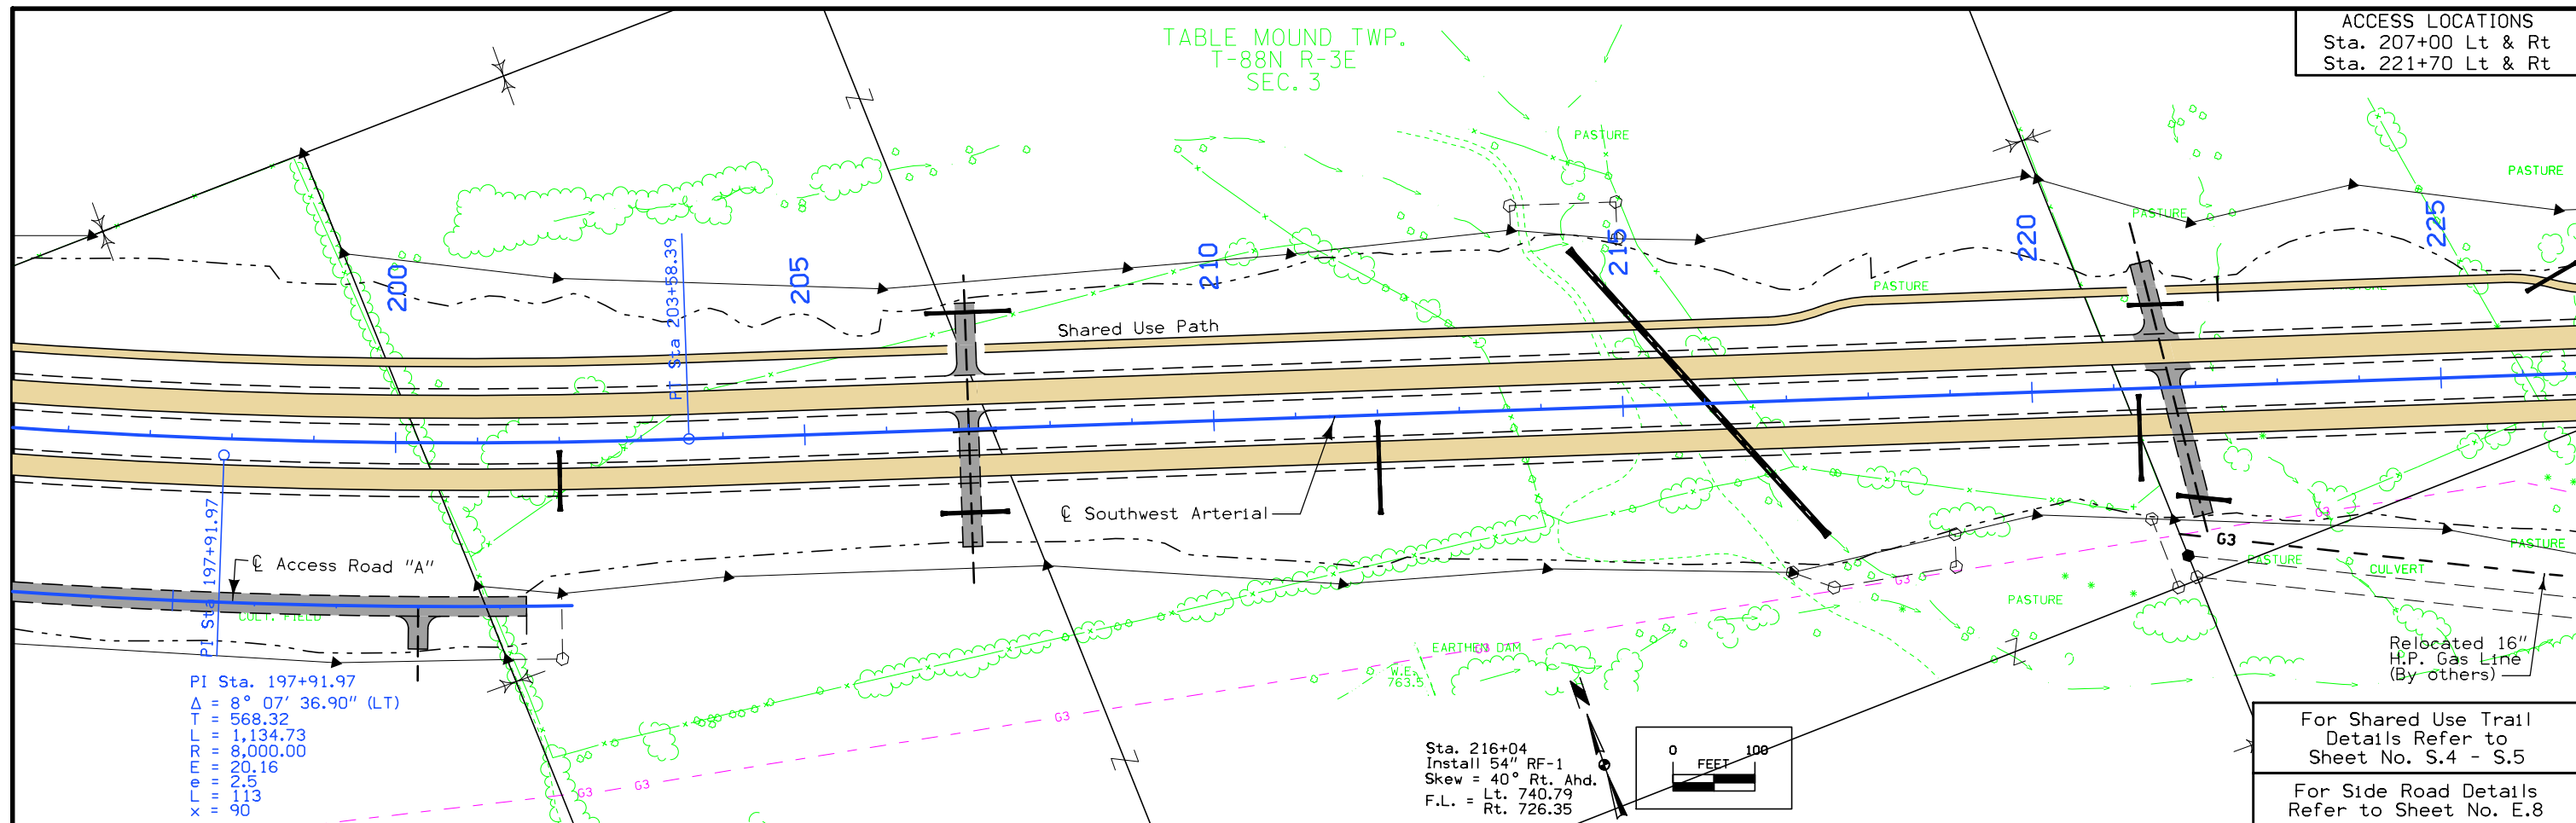 TABLE MOUND TWP.
T-88N R-3E
SEC. 3
ACCESS LOCATIONS
Sta. 207+00 Lt & Rt
Sta. 221+70 Lt & Rt
PASTURE
PASTURE
PASTURE
PASTURE
200
205
210
215
220
225
PT Sta 203+58.39
Shared Use Path
℄ Southwest Arterial
PI Sta 197+91.97
℄ Access Road "A"
CULT. FIELD
G3
G3
PASTURE
PASTURE
CULVERT
G3
PASTURE
EARTHEN DAM
G3
W.E.
763.5
G3
G3
G3
Relocated 16"
H.P. Gas Line
(By others)
PI Sta. 197+91.97
Δ = 8° 07' 36.90" (LT)
T = 568.32
L = 1,134.73
R = 8,000.00
E = 20.16
e = 2.5
L = 113
x = 90
Sta. 216+04
Install 54" RF-1
Skew = 40° Rt. Ahd.
F.L. = Lt. 740.79
Rt. 726.35
0 100
FEET
For Shared Use Trail
Details Refer to
Sheet No. S.4 - S.5
For Side Road Details
Refer to Sheet No. E.8